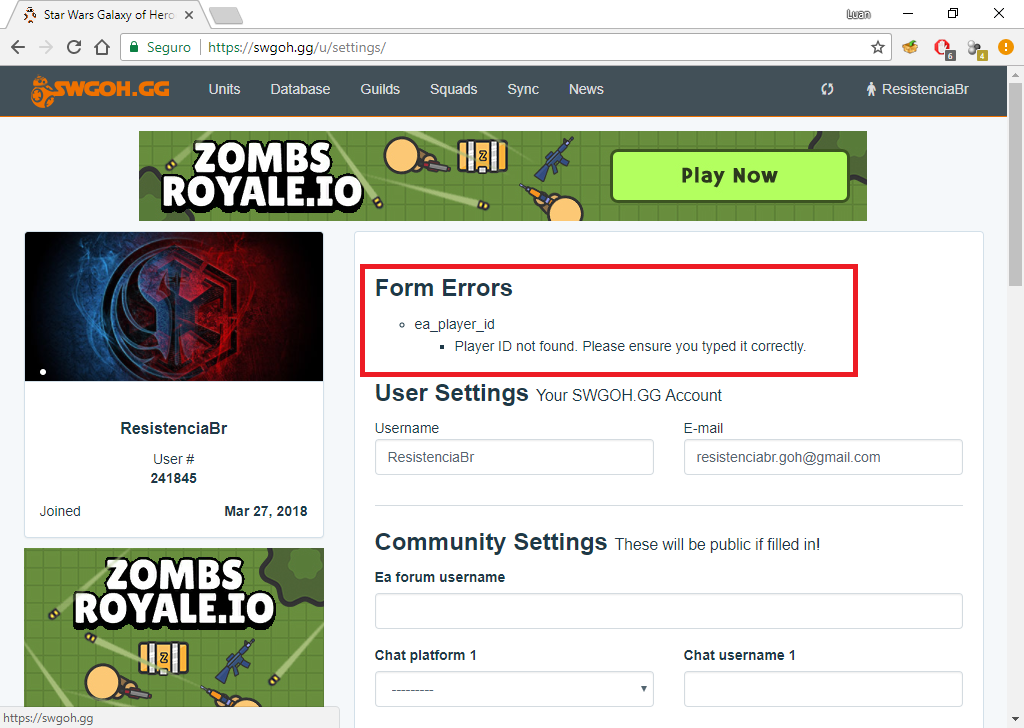 Star Wars Galaxy of Hero
Luan
Seguro
https://swgoh.gg/u/settings/
6
4
SWGOH.GG
Units
Database
Guilds
Squads
Sync
News
ResistenciaBr
ZOMBS
ROYALE.IO
Z
Play Now
Form Errors
ea_player_id
Player ID not found. Please ensure you typed it correctly.
User Settings Your SWGOH.GG Account
Username
E-mail
ResistenciaBr
resistenciabr.goh@gmail.com
ResistenciaBr
User #
241845
Joined
Mar 27, 2018
Community Settings These will be public if filled in!
Ea forum username
Chat platform 1
Chat username 1
---------
ZOMBS
ROYALE.IO
Z
https://swgoh.gg